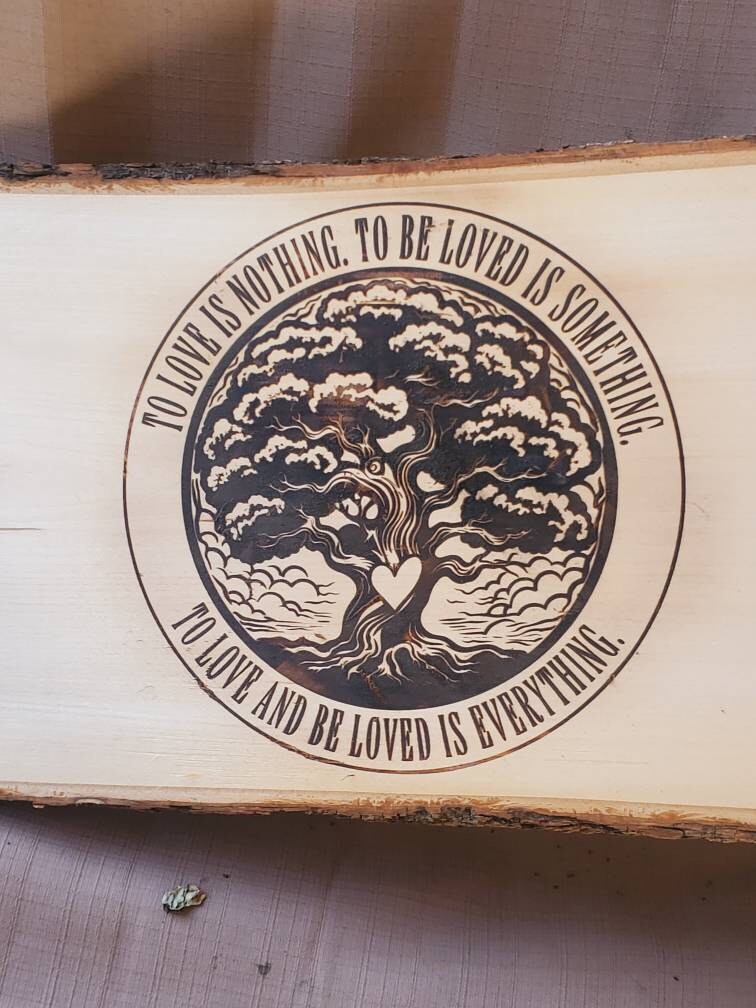 TO LOVE IS NOTHING. TO BE LOVED IS SOMETHING.
TO LOVE AND BE LOVED IS EVERYTHING.